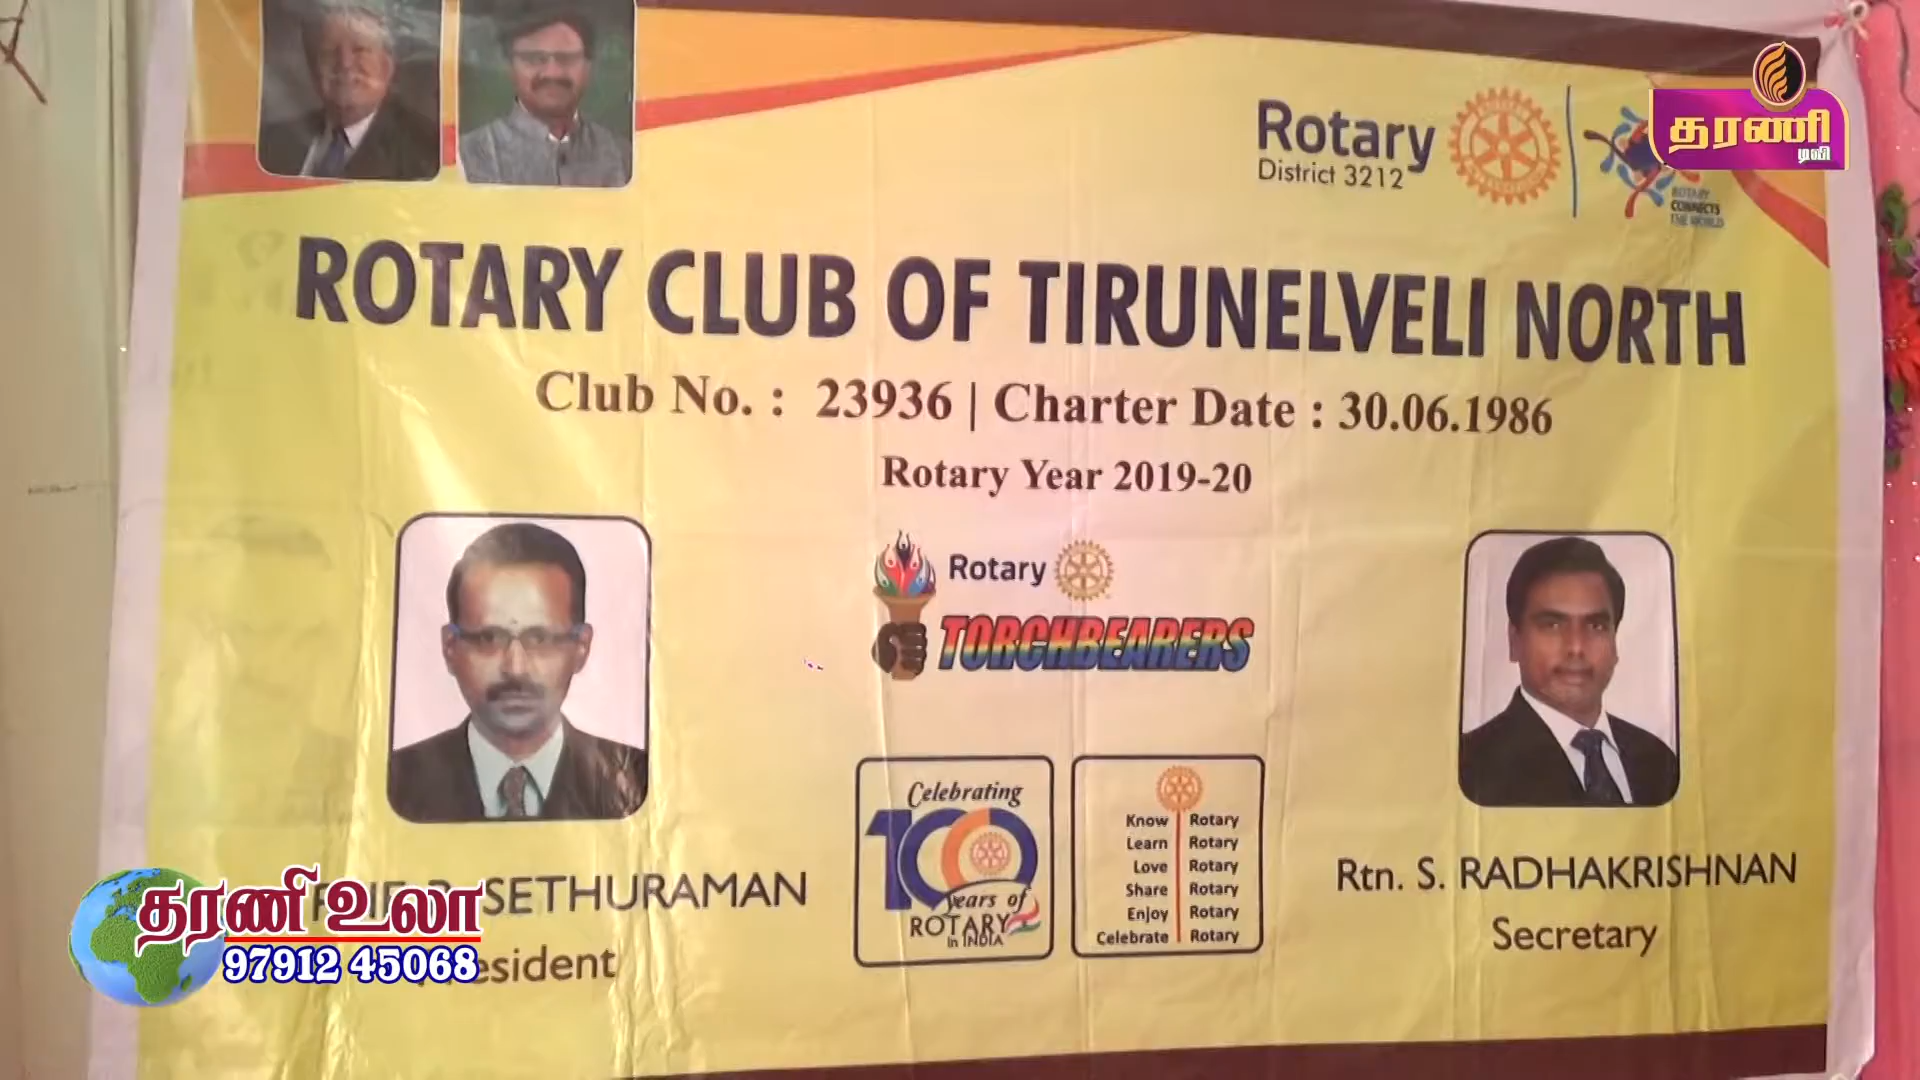 Rotary
District 3212
தரணி
டிவி
ROTARY
CONNECTS
THE WORLD
ROTARY CLUB OF TIRUNELVELI NORTH
Club No. : 23936 | Charter Date : 30.06.1986
Rotary Year 2019-20
Rotary
TORCHBEARERS
Celebrating
100
years of
ROTARY
In INDIA
Know Rotary
Learn Rotary
Love Rotary
Share Rotary
Enjoy Rotary
Celebrate Rotary
SETHURAMAN
President
Rtn. S. RADHAKRISHNAN
Secretary
தரணி உலா
97912 45068